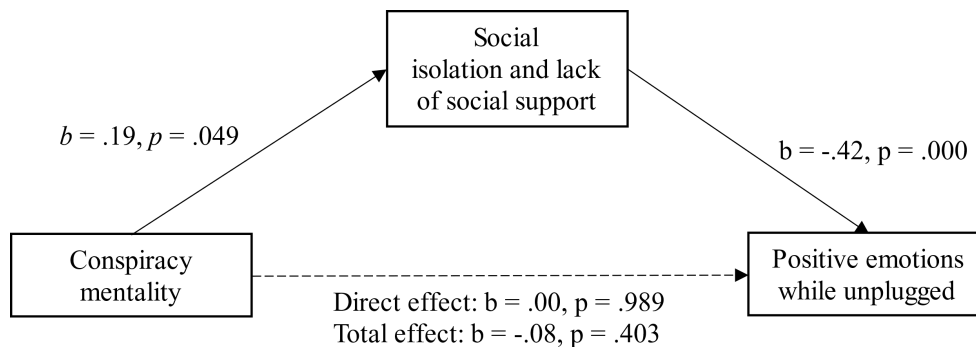 Social
isolation and lack
of social support
b = .19, p = .049
b = -.42, p = .000
Conspiracy
mentality
Positive emotions
while unplugged
Direct effect: b = .00, p = .989
Total effect: b = -.08, p = .403